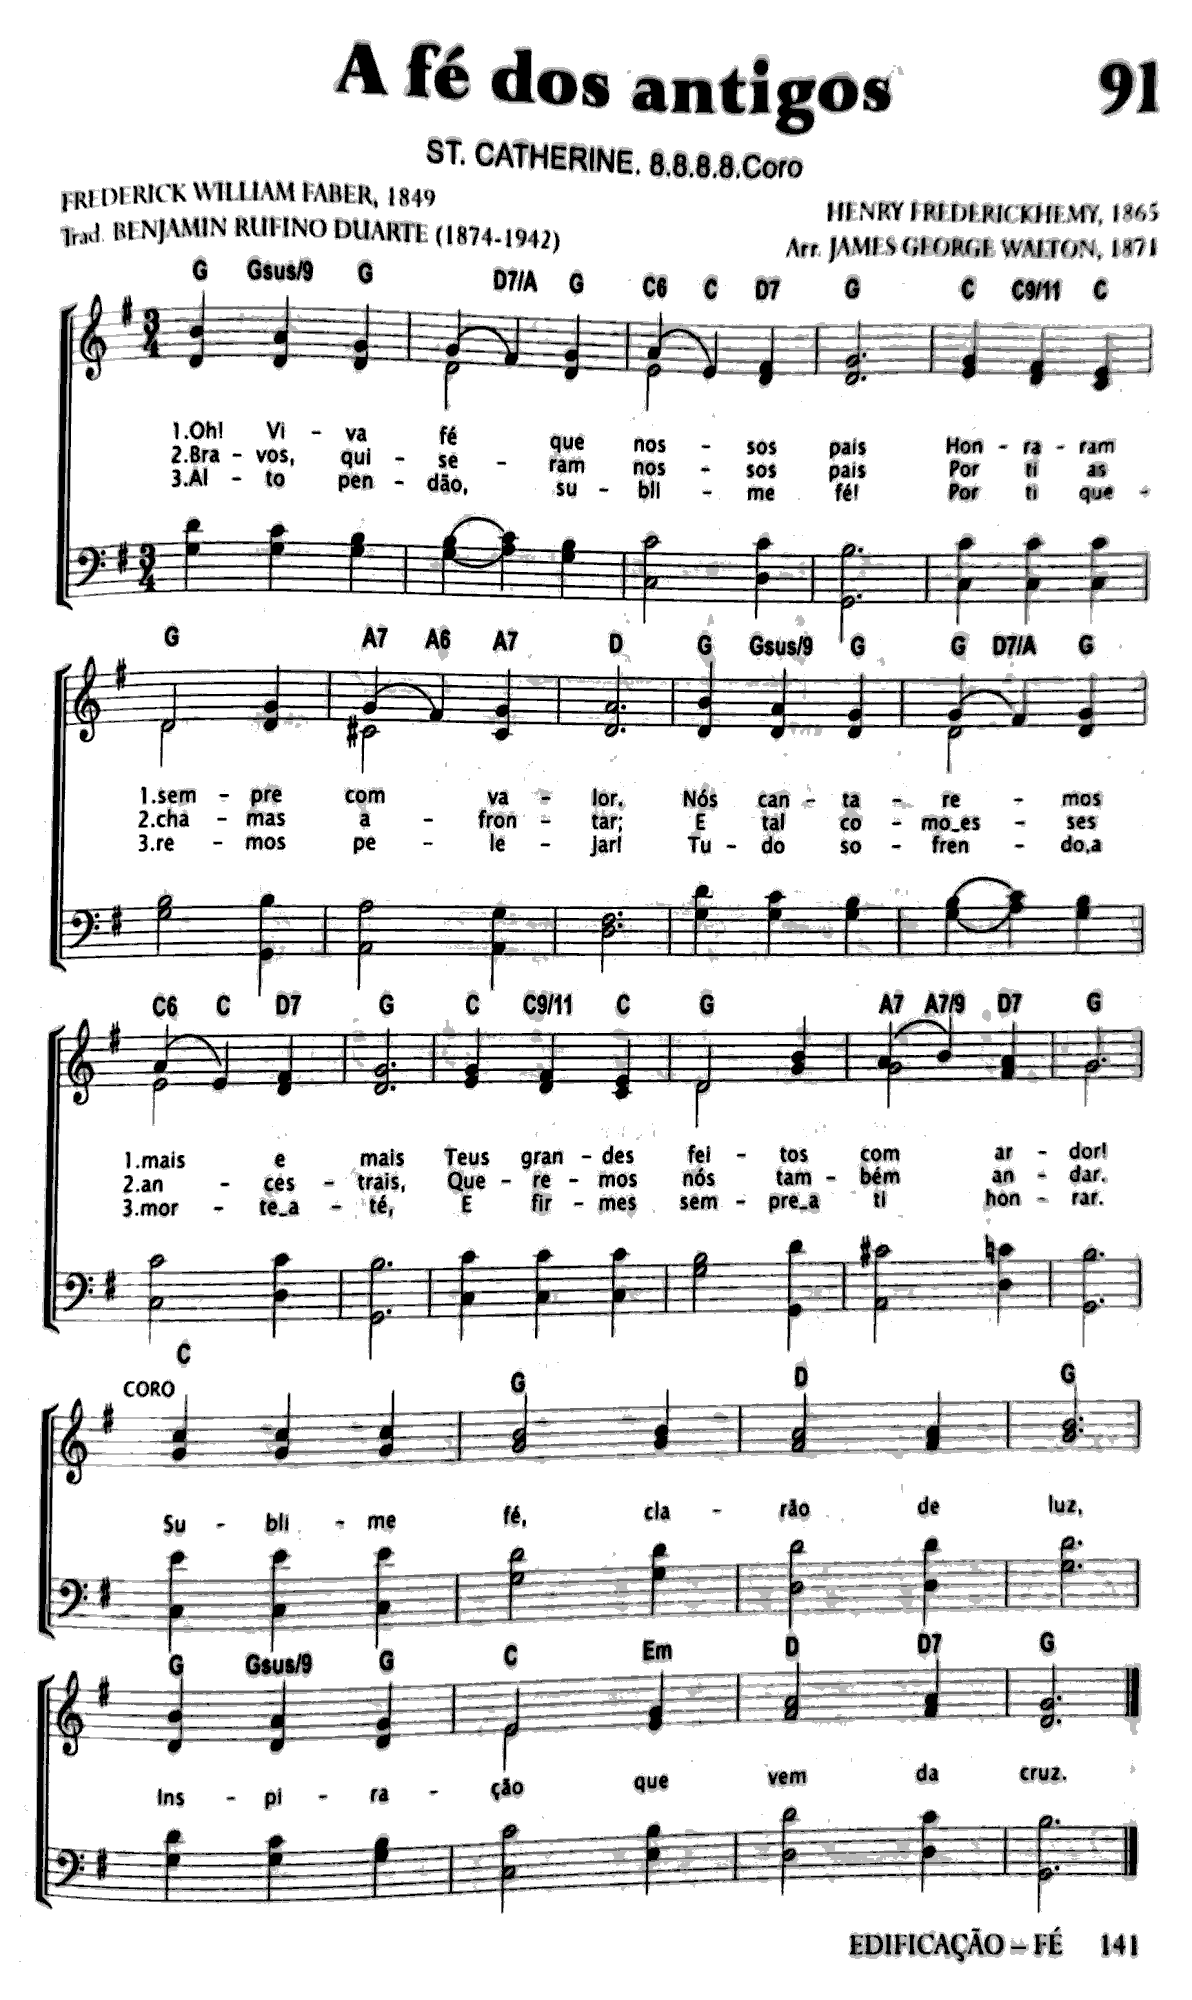 A fé dos antigos 91
ST. CATHERINE. 8.8.8.8.Coro
FREDERICK WILLIAM FABER, 1849
HENRY FREDERICKHEMY, 1865
Trad. BENJAMIN RUFINO DUARTE (1874-1942)
Arr. JAMES GEORGE WALTON, 1871
G Gsus/9 G D7/A G C6 C D7 G C C9/11 C
3 4
1.Oh! Vi - va fé que nos - sos pais Hon - ra - ram
2.Bra - vos, qui - se - ram nos - sos pais Por ti as
3.Al - to pen - dão, su - bli - me fé! Por ti que -
3 4
G A7 A6 A7 D G Gsus/9 G G D7/A G
1.sem - pre com va - lor. Nós can - ta - re - mos
2.cha - mas a - fron - tar; E tal co - mo_es - ses
3.re - mos pe - le - jar! Tu - do so - fren - do,a
C6 C D7 G C C9/11 C G A7 A7/9 D7 G
1.mais e mais Teus gran - des fei - tos com ar - dor!
2.an - ces - trais, Que - re - mos nós tam - bém an - dar.
3.mor - te_a - té, E fir - mes sem - pre_a ti hon - rar.
C G D G
CORO
Su - bli - me fé, cla - rão de luz,
G Gsus/9 G C Em D D7 G
Ins - pi - ra - ção que vem da cruz.
EDIFICAÇÃO – FÉ 141